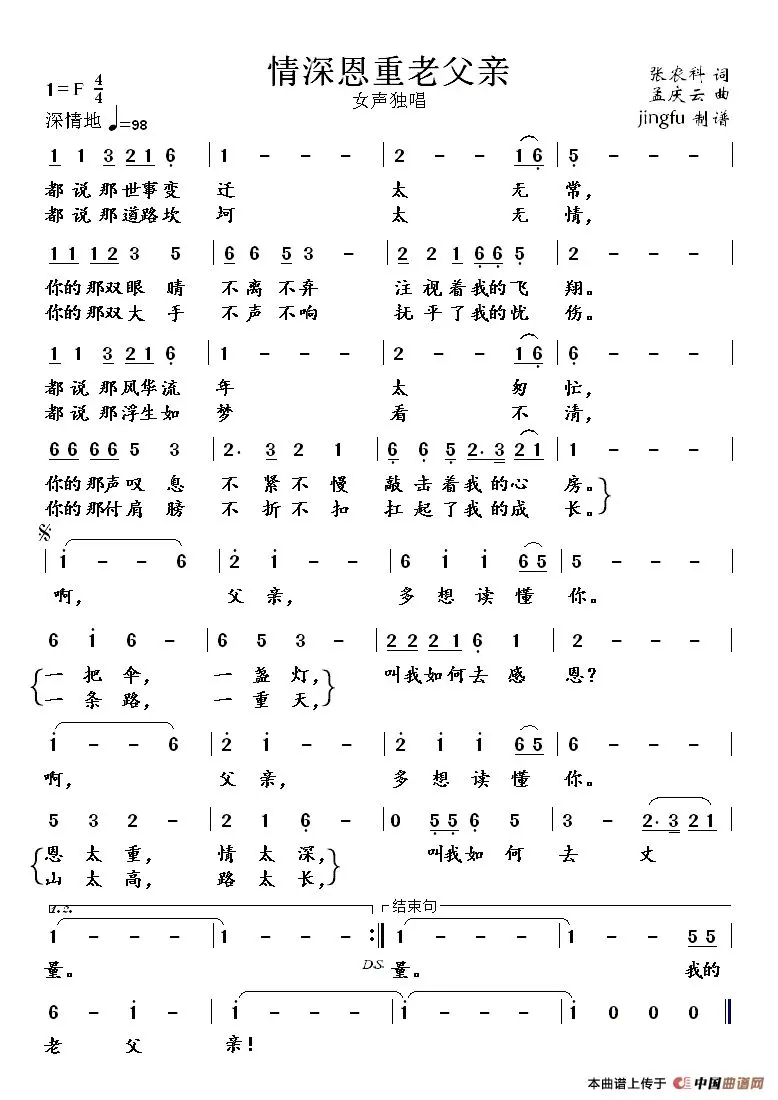 情深恩重老父亲
女声独唱
1=F 4/4
深情地 ♩=98
张农科 词
孟庆云 曲
jingfu 制谱
1 1 3 2 1 6 | 1 - - - | 2 - - 1 6 | 5 - - - |
都说那世事变迁 太 无常，
都说那道路坎坷 太 无情，
1 1 1 2 3 5 | 6 6 5 3 - | 2 2 1 6 6 5 | 2 - - - |
你的那双眼睛 不离不弃 注视着我的飞翔。
你的那双大手 不声不响 抚平了我的忧伤。
1 1 3 2 1 6 | 1 - - - | 2 - - 1 6 | 6 - - - |
都说那风华流年 太 匆忙，
都说那浮生如梦 看 不清，
6 6 6 6 5 3 | 2· 3 2 1 | 6 6 5 2· 3 2 1 | 1 - - - |
你的那声叹息 不紧不慢 敲击着我的心房。
你的那付肩膀 不折不扣 扛起了我的成长。
| 1 - - 6 | 2 1 - - | 6 1 1 6 5 | 5 - - - |
啊， 父亲， 多想读懂你。
6 1 6 - | 6 5 3 - | 2 2 2 1 6 1 | 2 - - - |
一把伞， 一盏灯， 叫我如何去感恩？
一条路， 一重天，
1 - - 6 | 2 1 - - | 2 1 1 6 5 | 6 - - - |
啊， 父亲， 多想读懂你。
5 3 2 - | 2 1 6 - | 0 5 5 6 5 | 3 - 2· 3 2 1 |
恩太重， 情太深， 叫我如何去丈
山太高， 路太长，
1.2. 结束句
1 - - - | 1 - - - :‖ 1 - - - | 1 - - 5 5 |
量。 D.S. 量。 我的
6 - 1 - | 1 - - - | 1 - - - | 1 0 0 0 ‖
老父亲！
本曲谱上传于 中国曲谱网